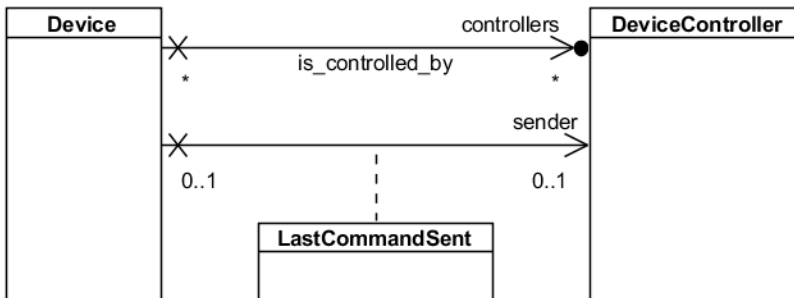 Device
DeviceController
controllers
is_controlled_by
*
*
sender
0..1
0..1
LastCommandSent